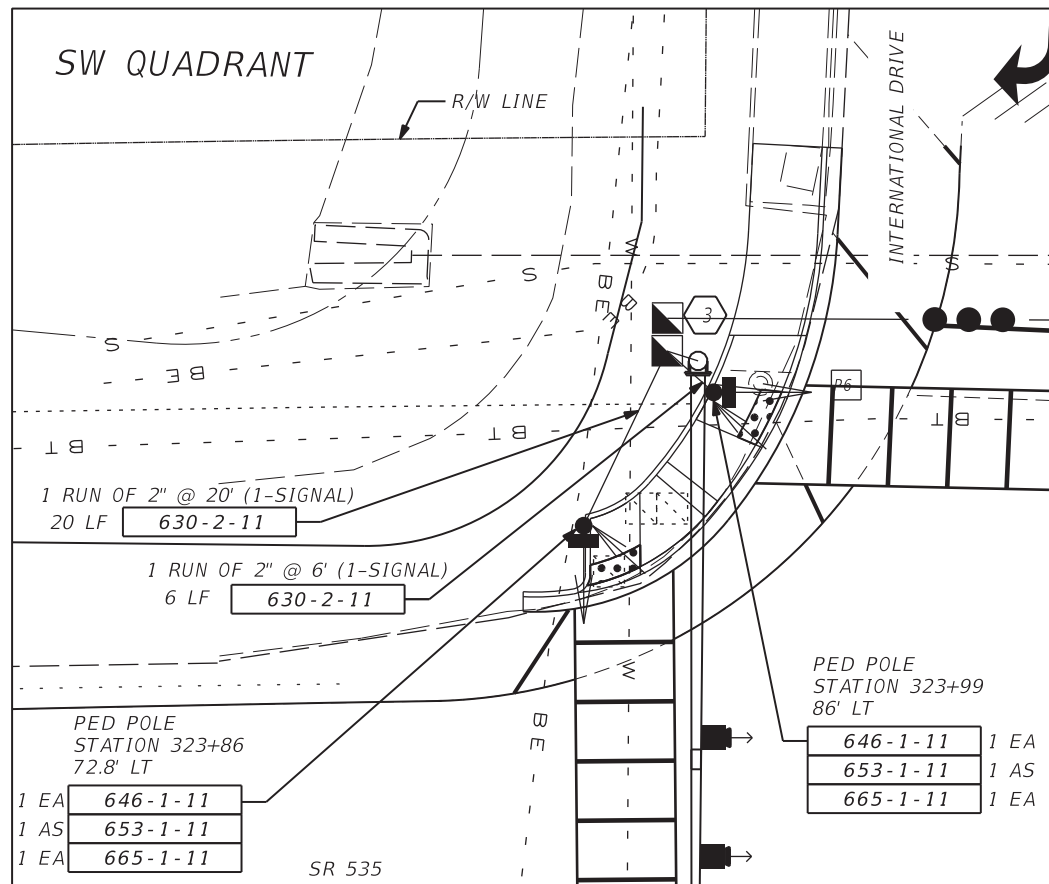 SW QUADRANT
R/W LINE
INTERNATIONAL DRIVE
S
W
BE
BE
3
S
S
BE
P6
BT
BT
BT
1 RUN OF 2" @ 20' (1-SIGNAL)
20 LF 630-2-11
1 RUN OF 2" @ 6' (1-SIGNAL)
6 LF 630-2-11
W
BE
PED POLE
STATION 323+99
86' LT
646-1-11 1 EA
653-1-11 1 AS
665-1-11 1 EA
PED POLE
STATION 323+86
72.8' LT
1 EA 646-1-11
1 AS 653-1-11
1 EA 665-1-11
SR 535